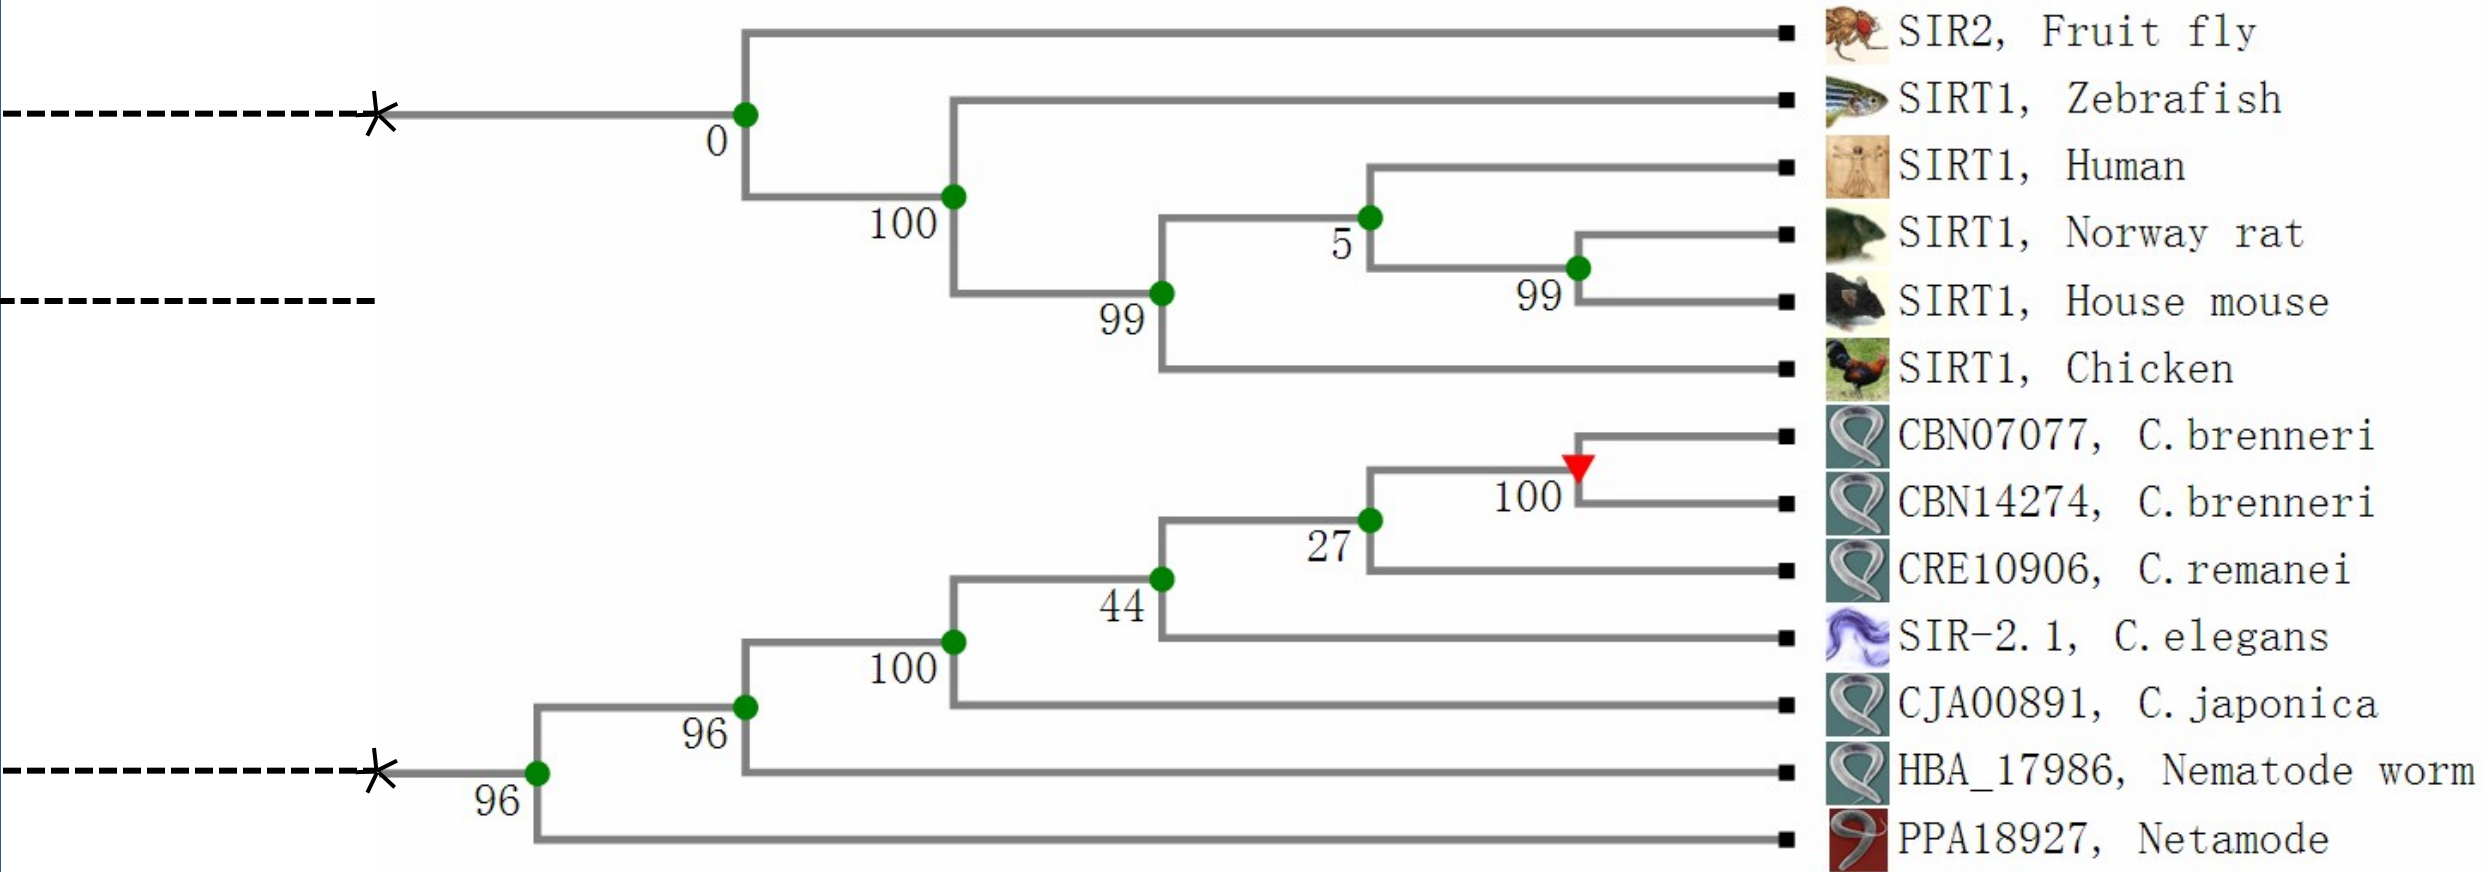 SIR2, Fruit fly
SIRT1, Zebrafish
0
SIRT1, Human
100
5
SIRT1, Norway rat
99
99
SIRT1, House mouse
SIRT1, Chicken
CBN07077, C.brenneri
100
CBN14274, C.brenneri
27
CRE10906, C.remanei
44
SIR-2.1, C.elegans
100
CJA00891, C.japonica
96
HBA_17986, Nematode worm
96
PPA18927, Netamode